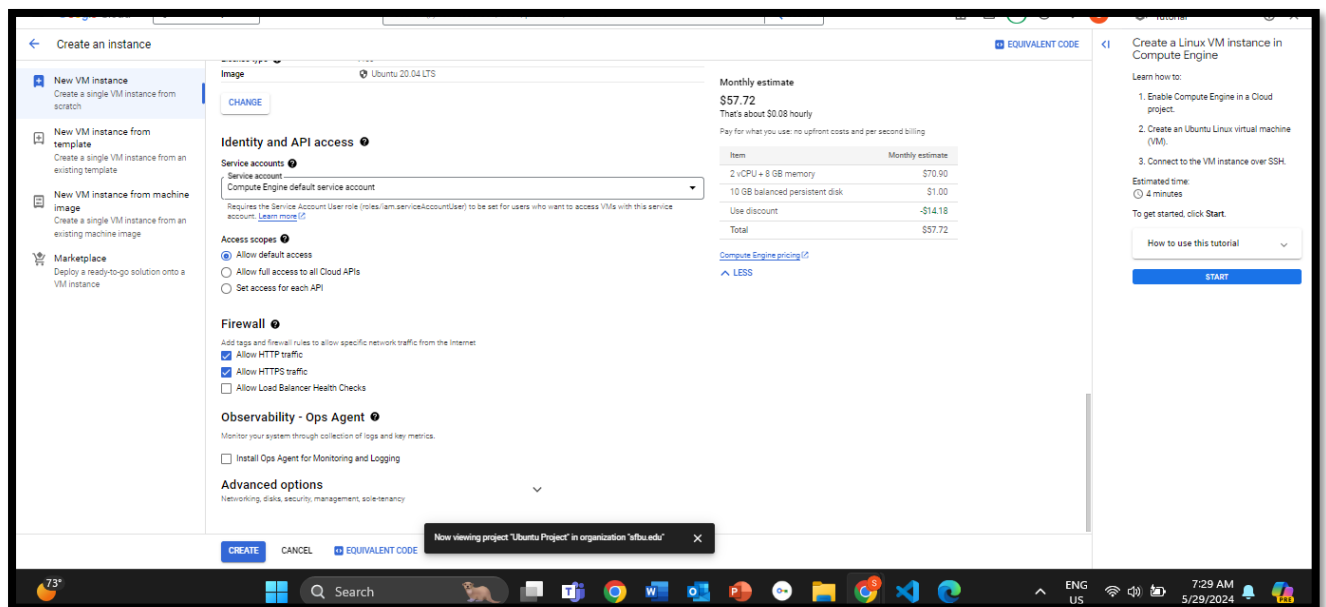 Create an instance
EQUIVALENT CODE
New VM instance
Create a single VM instance from
scratch
New VM instance from
template
Create a single VM instance from an
existing template
New VM instance from machine
image
Create a single VM instance from an
existing machine image
Marketplace
Deploy a ready-to-go solution onto a
VM instance
Image Ubuntu 20.04 LTS
CHANGE
Identity and API access
Service accounts
Service account
Compute Engine default service account
Requires the Service Account User role (roles/iam.serviceAccountUser) to be set for users who want to access VMs with this service
account. Learn more
Access scopes
Allow default access
Allow full access to all Cloud APIs
Set access for each API
Firewall
Add tags and firewall rules to allow specific network traffic from the Internet
Allow HTTP traffic
Allow HTTPS traffic
Allow Load Balancer Health Checks
Observability - Ops Agent
Monitor your system through collection of logs and key metrics.
Install Ops Agent for Monitoring and Logging
Advanced options
Networking, disks, security, management, sole-tenancy
CREATE CANCEL EQUIVALENT CODE
Now viewing project "Ubuntu Project" in organization "sfbu.edu"
Monthly estimate
$57.72
That's about $0.08 hourly
Pay for what you use: no upfront costs and per second billing
Item Monthly estimate
2 vCPU + 8 GB memory $70.90
10 GB balanced persistent disk $1.00
Use discount -$14.18
Total $57.72
Compute Engine pricing
LESS
Tutorial
Create a Linux VM instance in
Compute Engine
Learn how to:
1. Enable Compute Engine in a Cloud
project.
2. Create an Ubuntu Linux virtual machine
(VM).
3. Connect to the VM instance over SSH.
Estimated time:
4 minutes
To get started, click Start.
How to use this tutorial
START
73°
Search
ENG
US
7:29 AM
5/29/2024
PRE